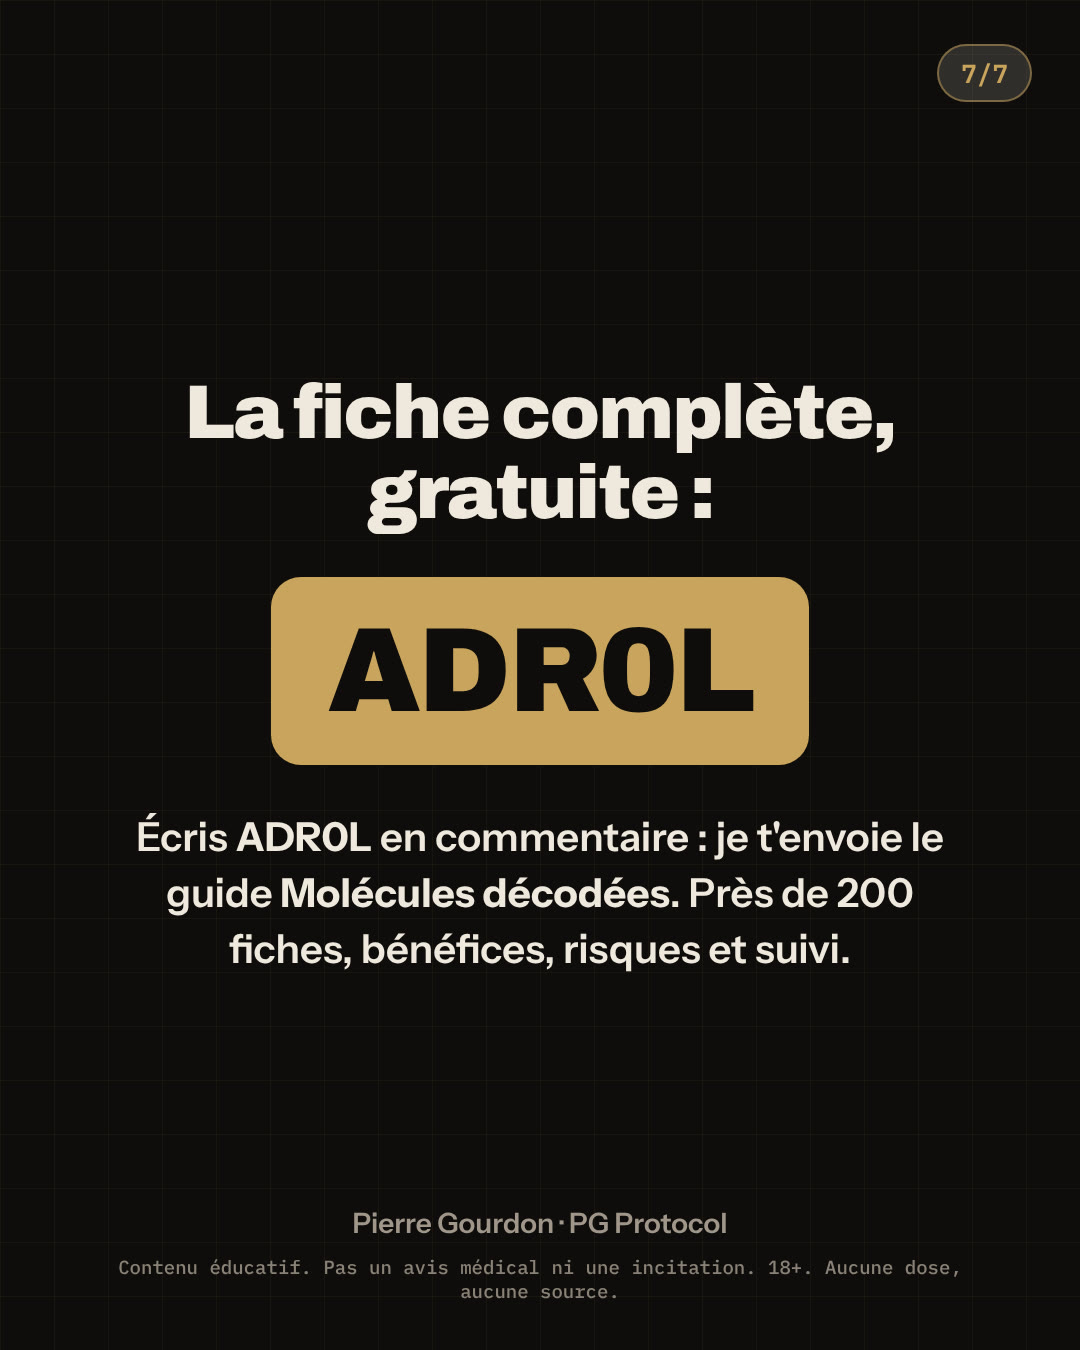 7/7
La fiche complète,
gratuite :
ADR0L
Écris ADR0L en commentaire : je t'envoie le
guide Molécules décodées. Près de 200
fiches, bénéfices, risques et suivi.
Pierre Gourdon · PG Protocol
Contenu éducatif. Pas un avis médical ni une incitation. 18+. Aucune dose,
aucune source.